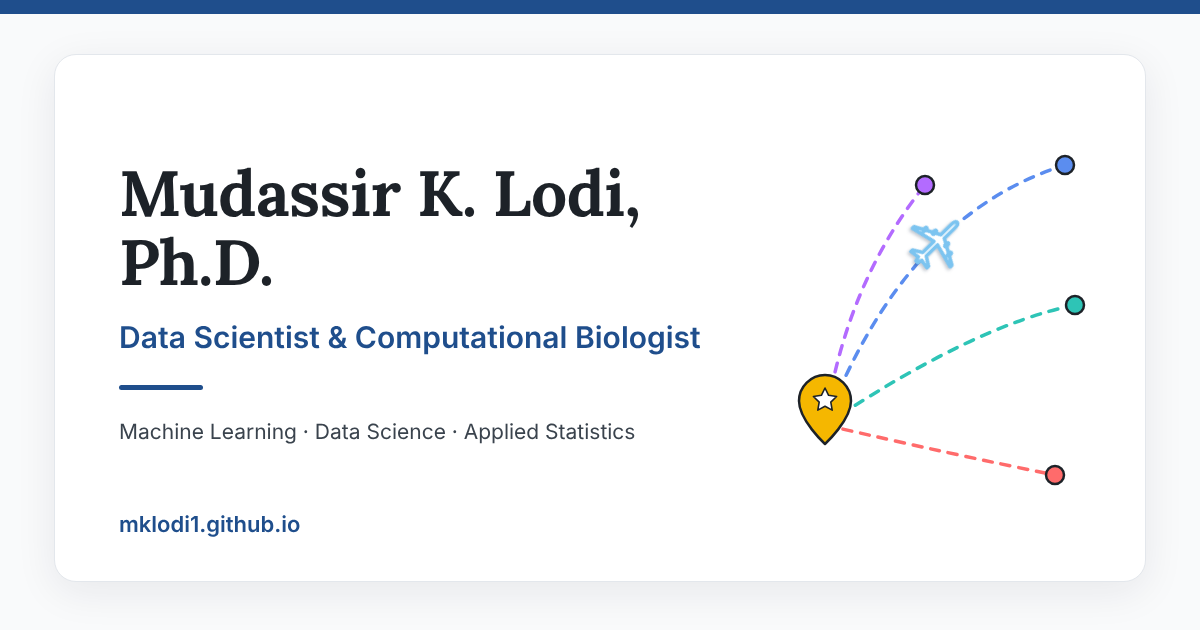 Mudassir K. Lodi,
Ph.D.
Data Scientist & Computational Biologist
Machine Learning · Data Science · Applied Statistics
mklodi1.github.io